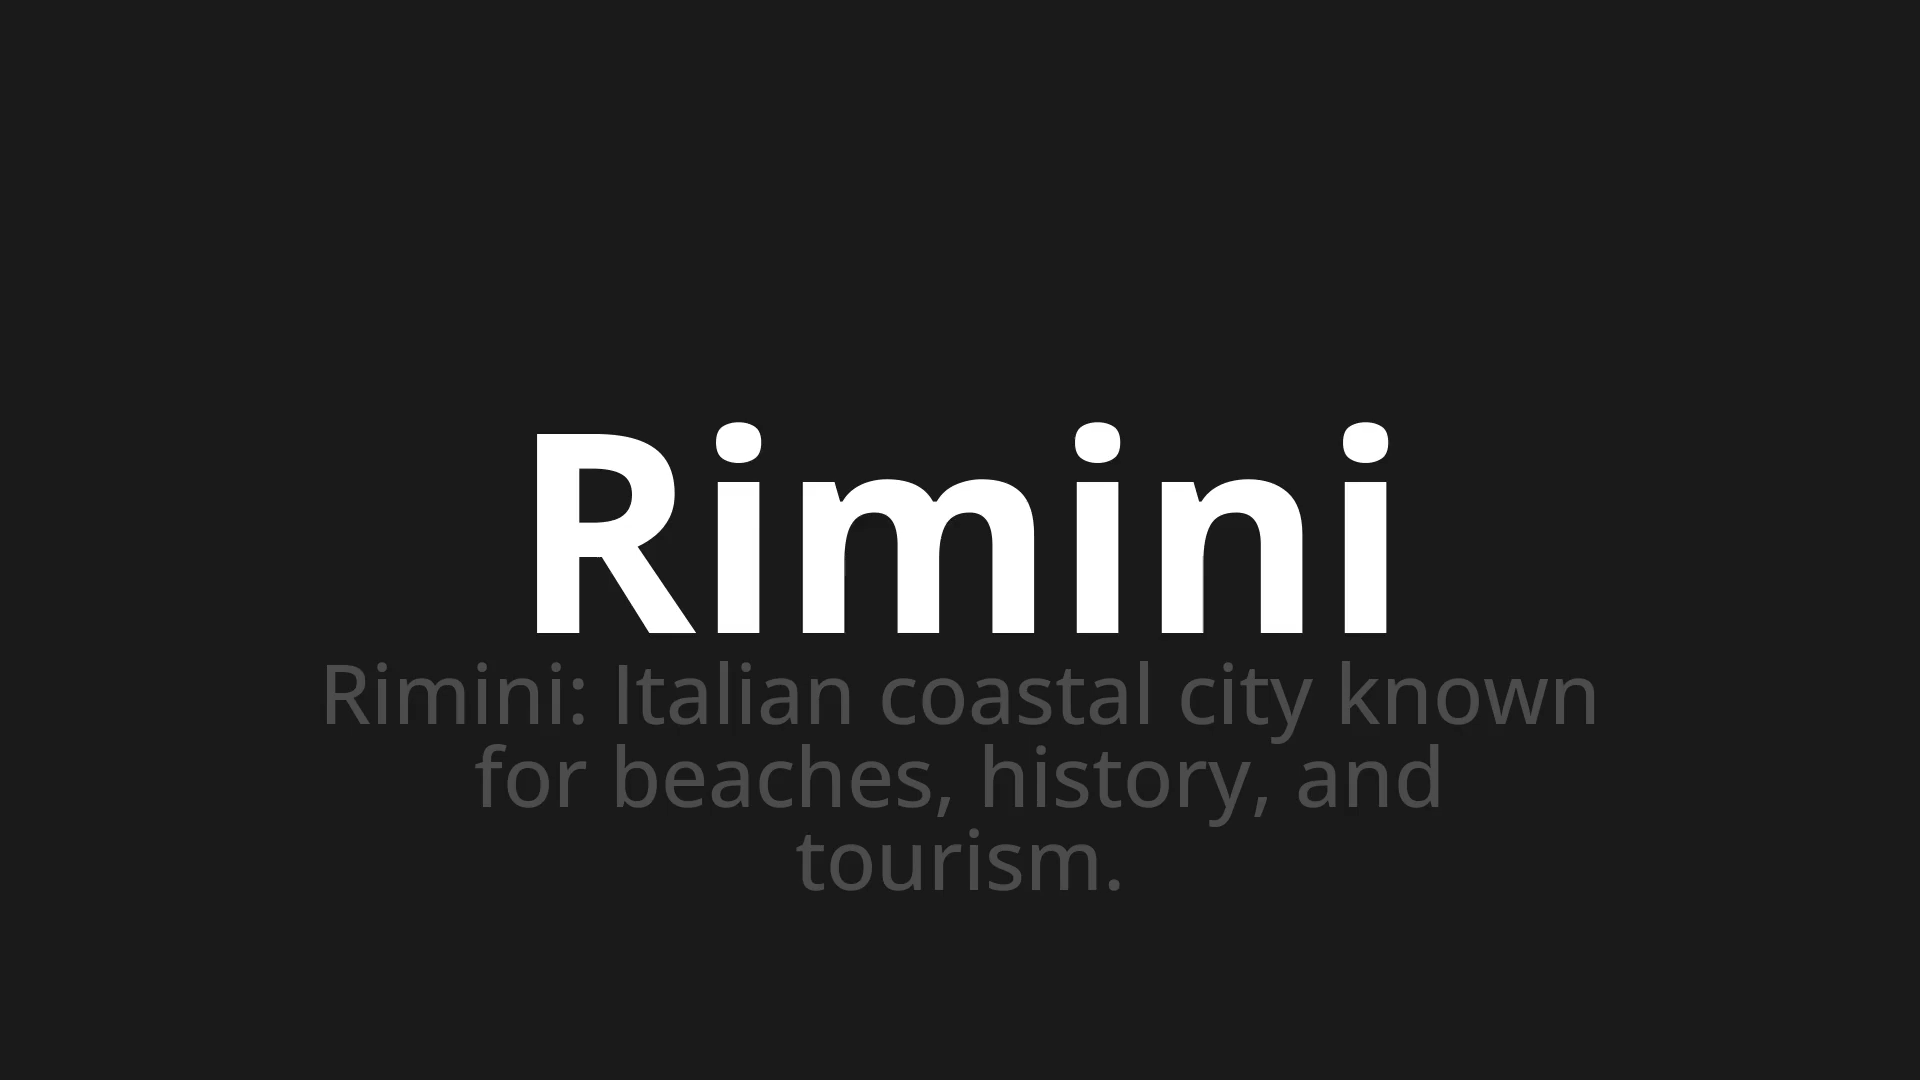 Rimini
Rimini: Italian coastal city known
for beaches, history, and
tourism.